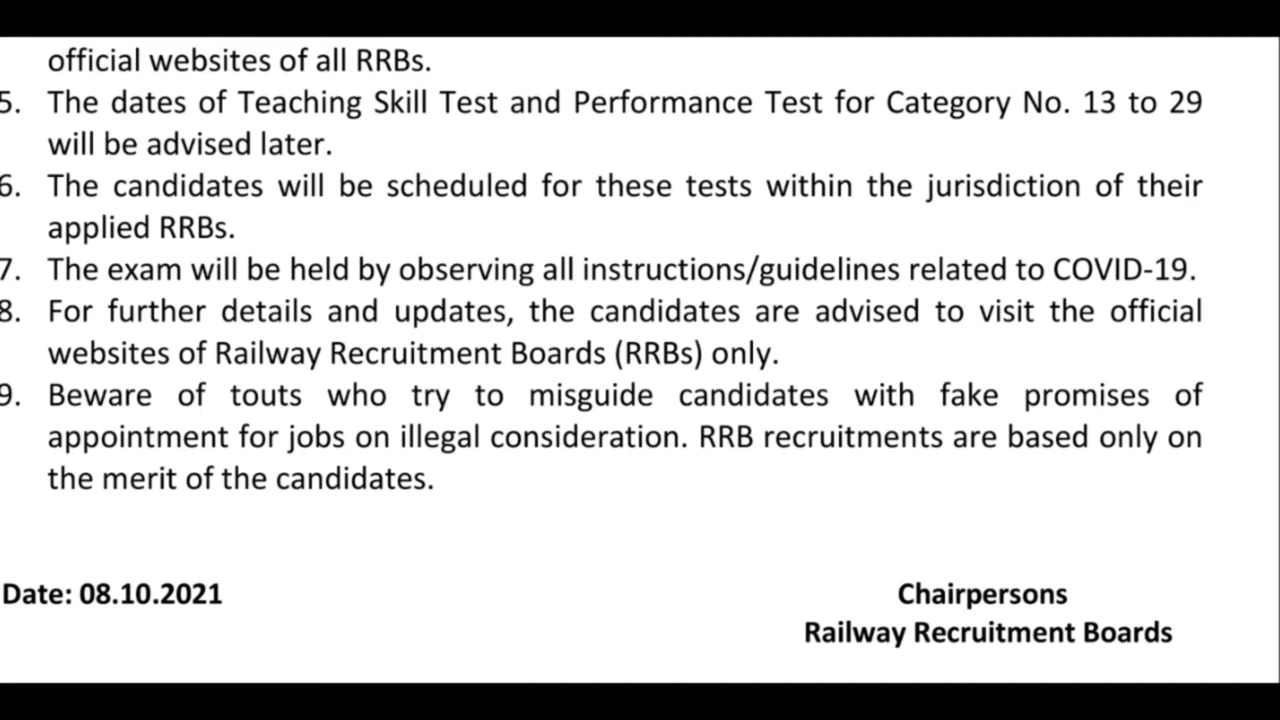 official websites of all RRBs.
5. The dates of Teaching Skill Test and Performance Test for Category No. 13 to 29
will be advised later.
6. The candidates will be scheduled for these tests within the jurisdiction of their
applied RRBs.
7. The exam will be held by observing all instructions/guidelines related to COVID-19.
8. For further details and updates, the candidates are advised to visit the official
websites of Railway Recruitment Boards (RRBs) only.
9. Beware of touts who try to misguide candidates with fake promises of
appointment for jobs on illegal consideration. RRB recruitments are based only on
the merit of the candidates.
Date: 08.10.2021
Chairpersons
Railway Recruitment Boards